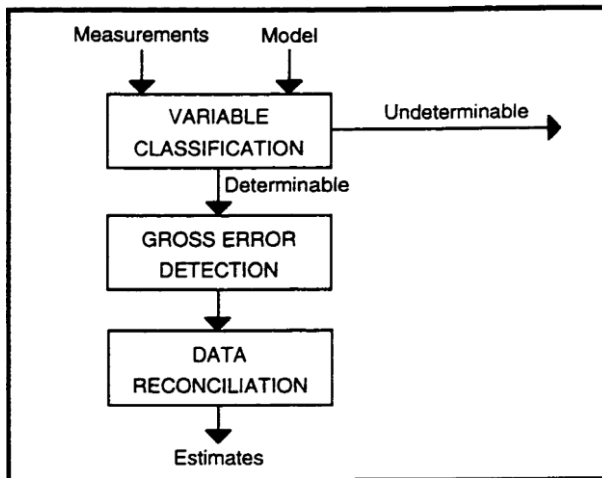 Measurements Model
VARIABLE
CLASSIFICATION
Undeterminable
Determinable
GROSS ERROR
DETECTION
DATA
RECONCILIATION
Estimates